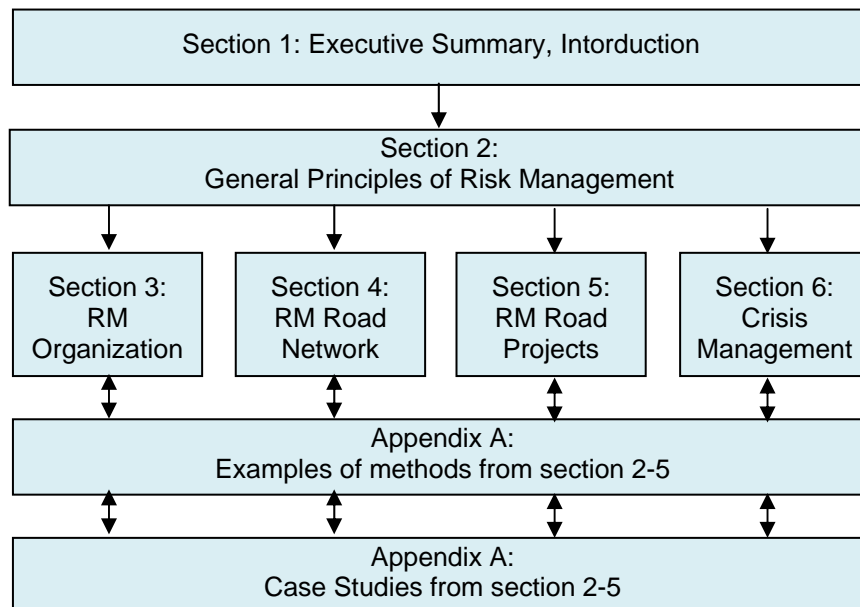 Section 1: Executive Summary, Intorduction
Section 2:
General Principles of Risk Management
Section 3:
RM
Organization
Section 4:
RM Road
Network
Section 5:
RM Road
Projects
Section 6:
Crisis
Management
Appendix A:
Examples of methods from section 2-5
Appendix A:
Case Studies from section 2-5